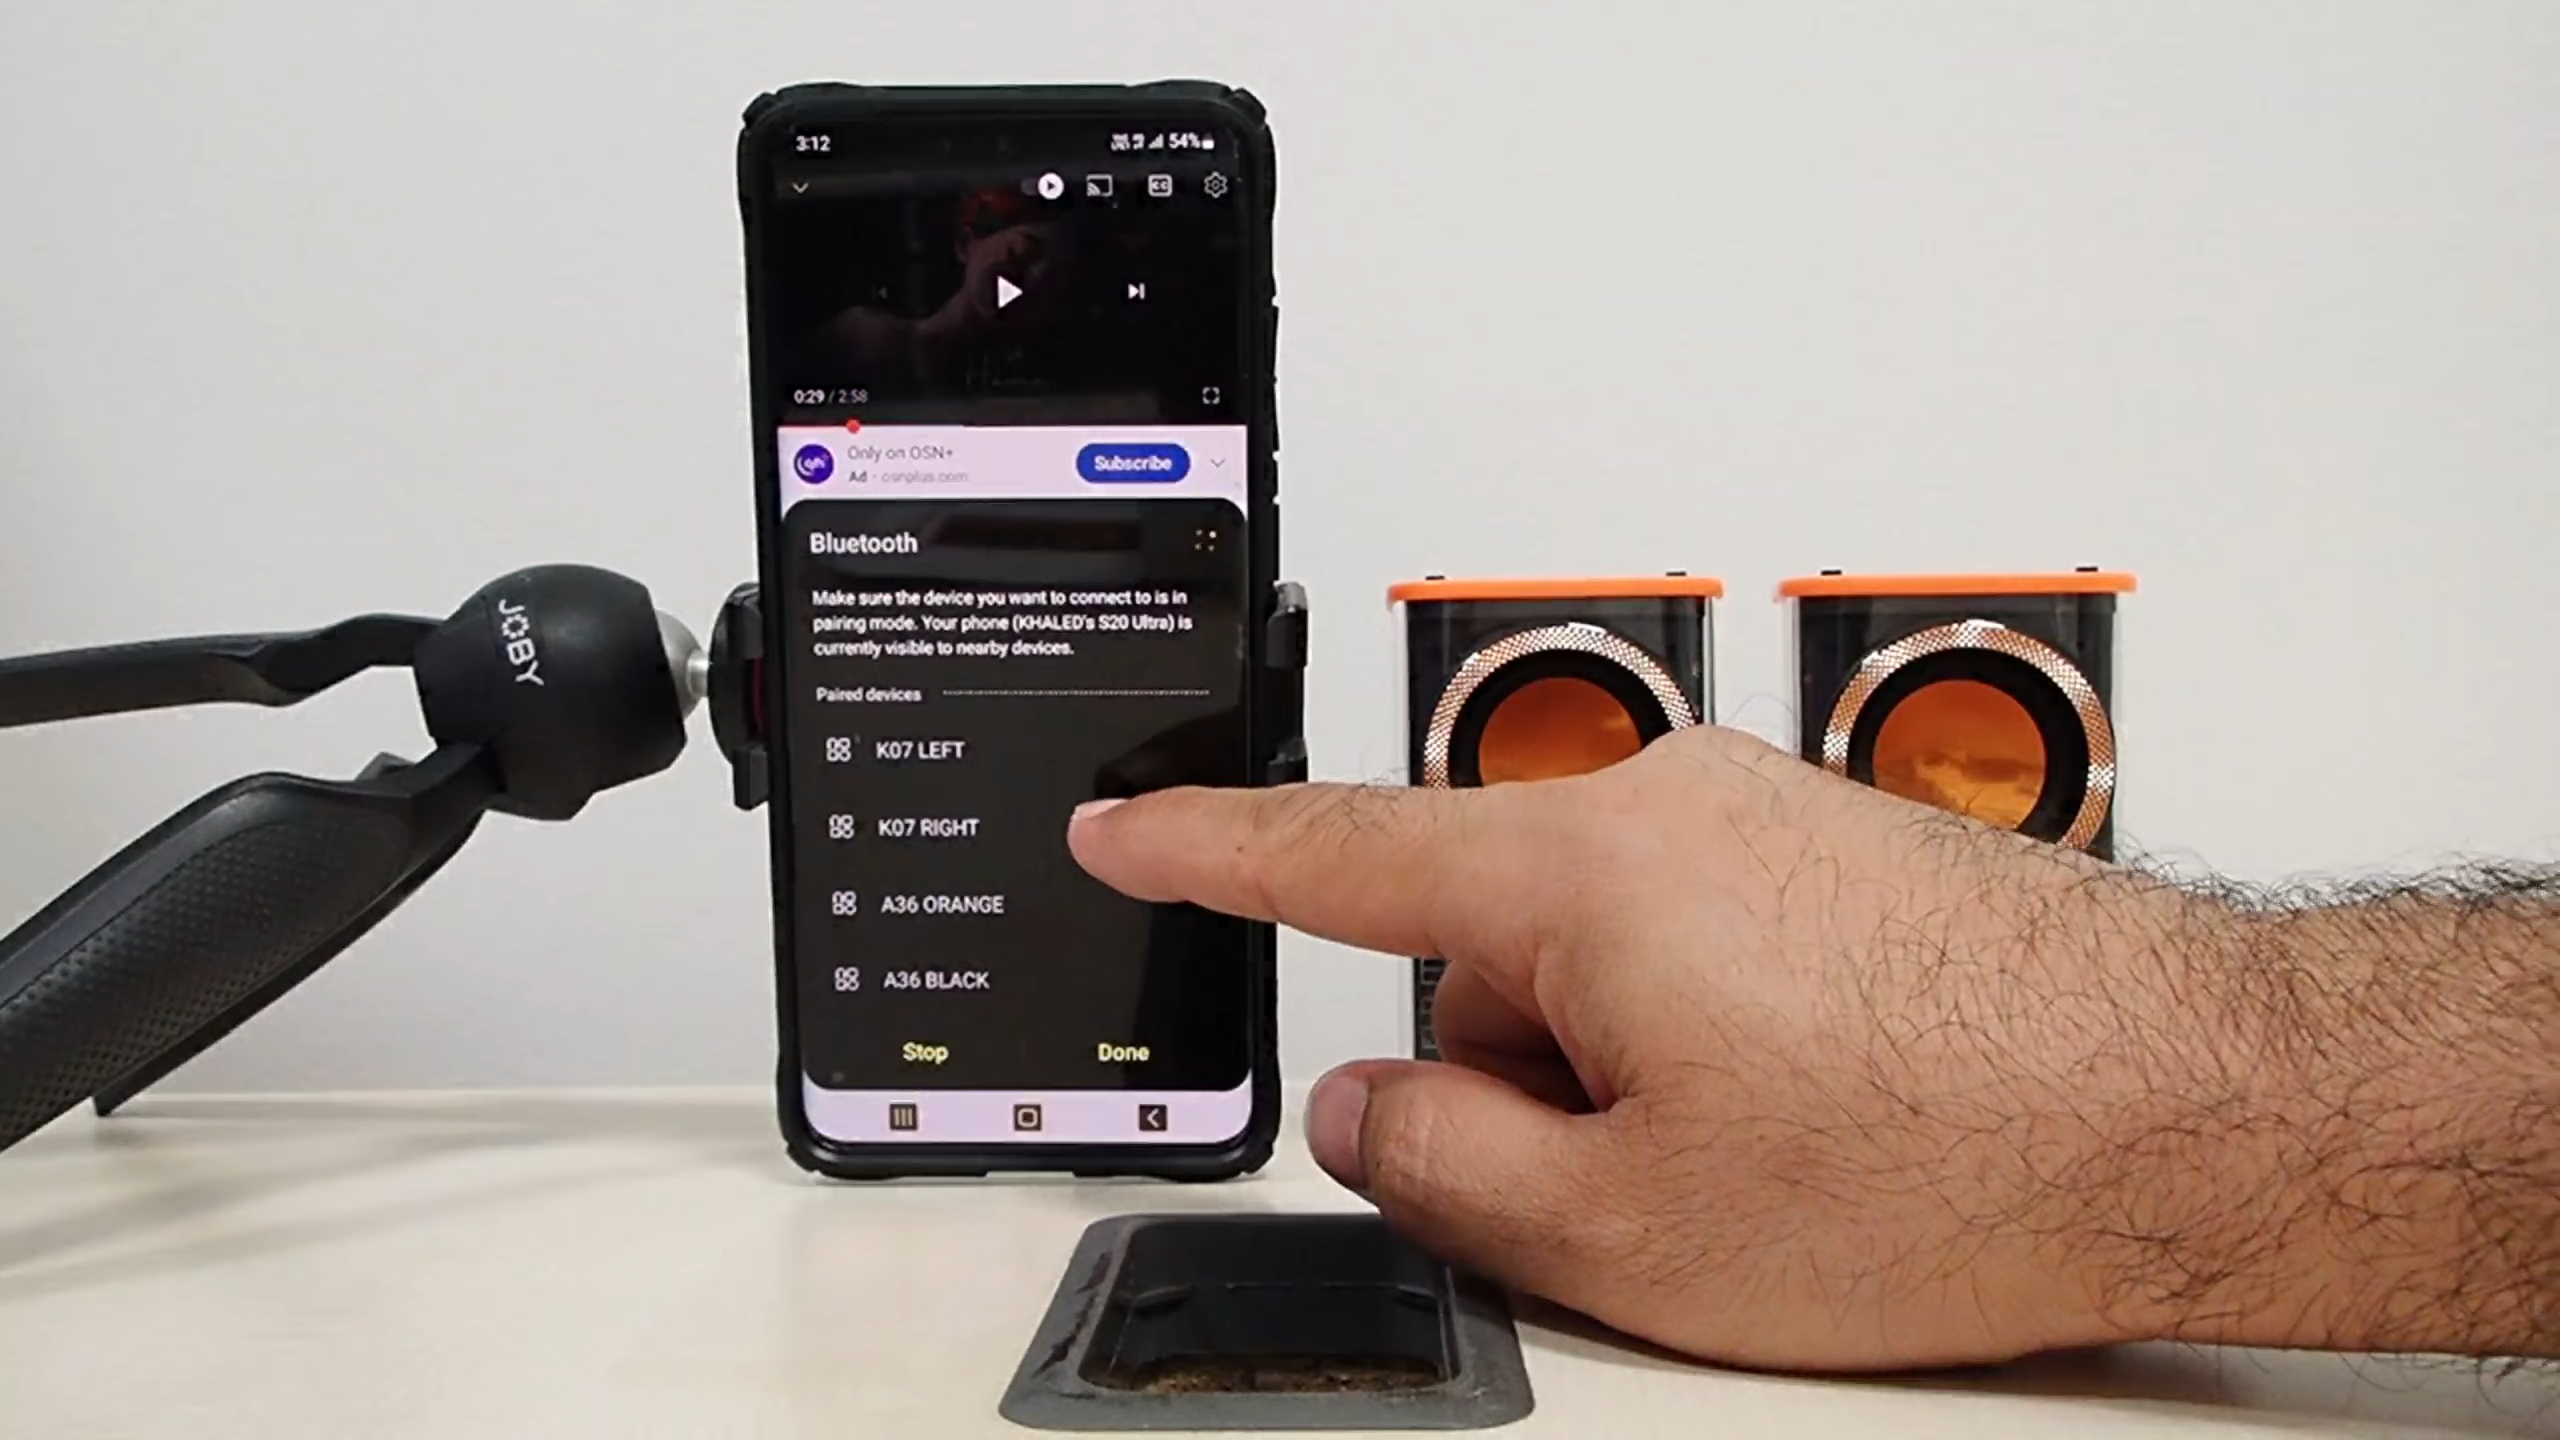 3:12
54%
CC
0:29 / 2:58
Only on OSN+
Subscribe
Ad · osnplus.com
Bluetooth
Make sure the device you want to connect to is in
pairing mode. Your phone (KHALED's S20 Ultra) is
currently visible to nearby devices.
Paired devices
K07 LEFT
K07 RIGHT
A36 ORANGE
A36 BLACK
Stop
Done
JOBY